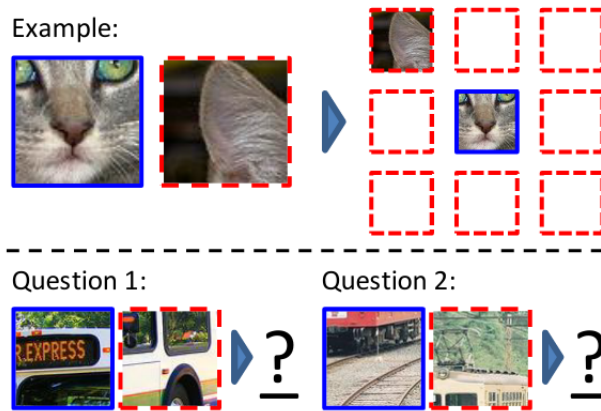 Example:
Question 1:
Question 2:
R.EXPRESS
?
?